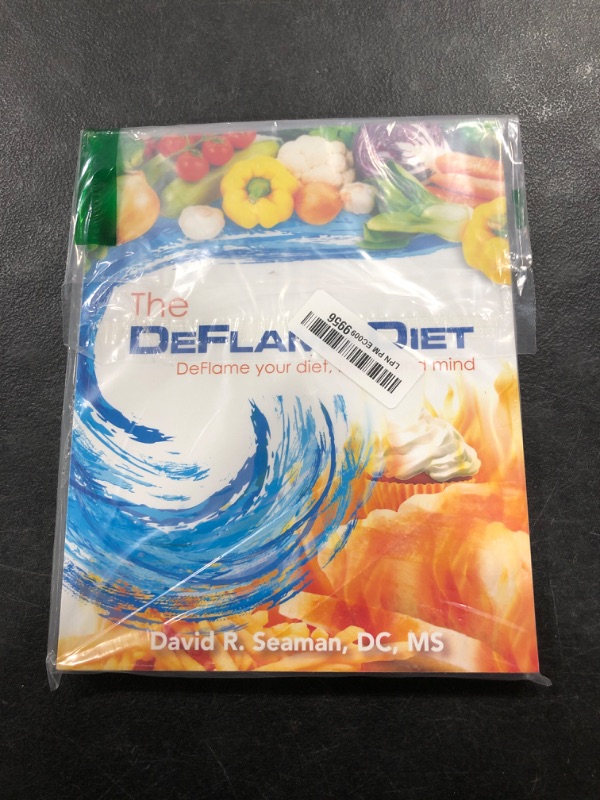 The
DEFLAM DIET
DeFlame your diet, mind
LPN PM EC009 9956
David R. Seaman, DC, MS